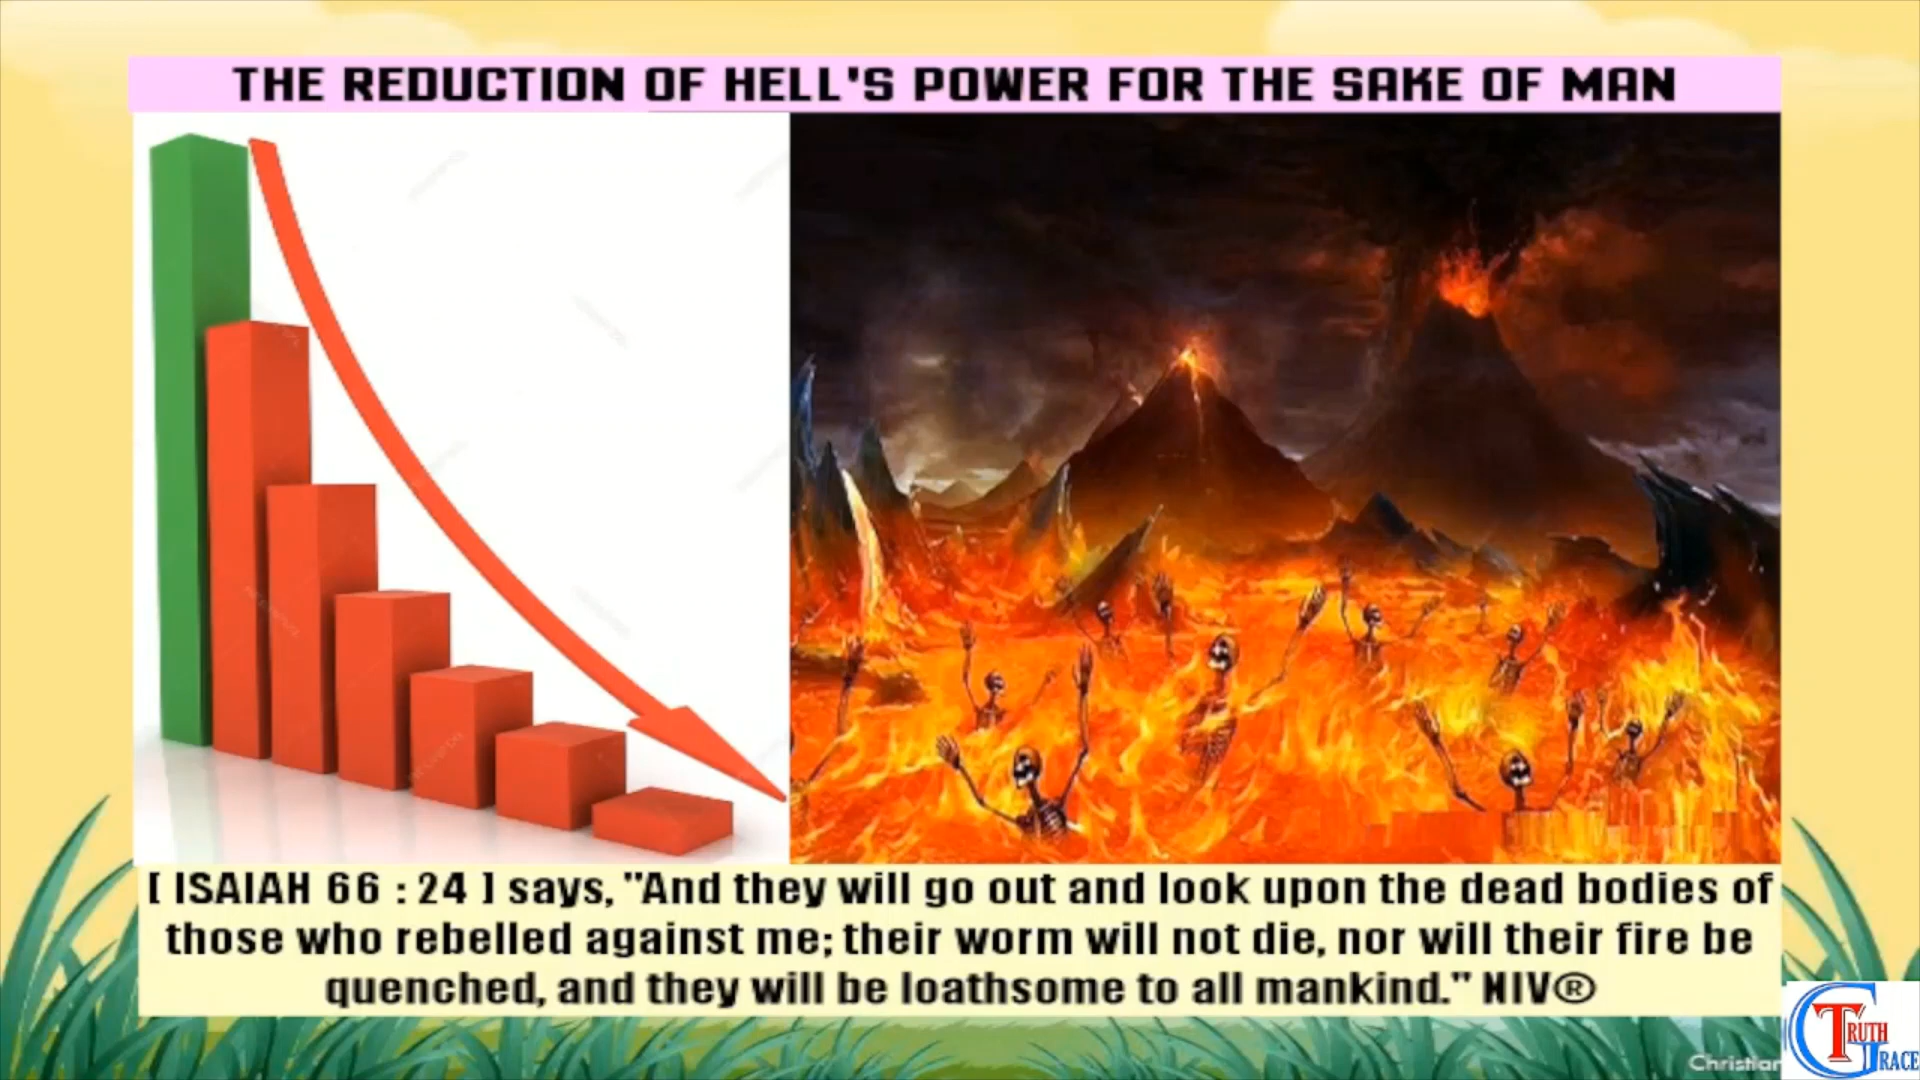 THE REDUCTION OF HELL'S POWER FOR THE SAKE OF MAN
[ ISAIAH 66 : 24 ] says, "And they will go out and look upon the dead bodies of
those who rebelled against me; their worm will not die, nor will their fire be
quenched, and they will be loathsome to all mankind." NIV®
Christian
TRUTH
GRACE